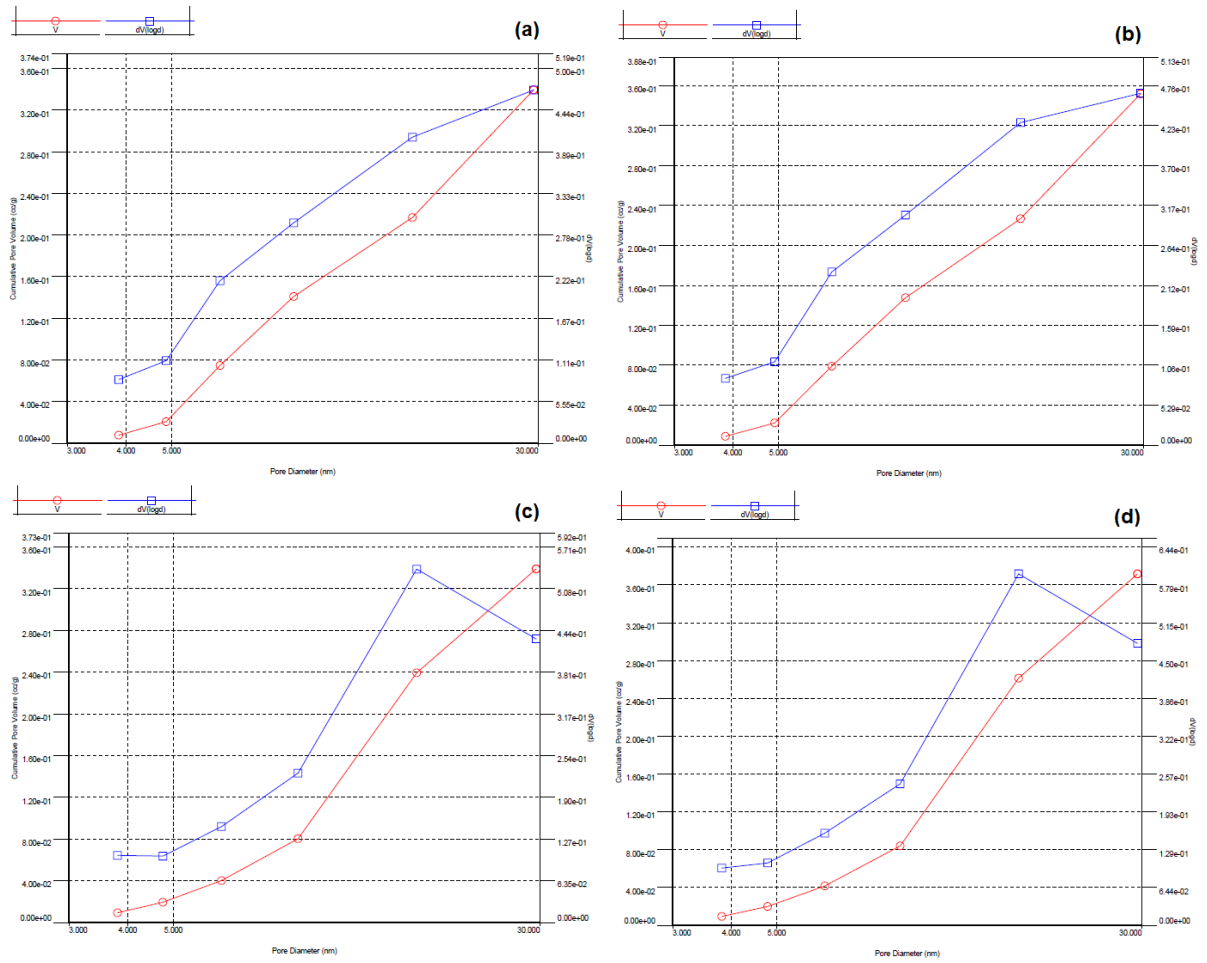 V dV(logd) (a)
3.74e-01 5.19e-01
3.60e-01 5.00e-01
3.20e-01 4.44e-01
2.80e-01 3.89e-01
2.40e-01 3.33e-01
2.00e-01 2.78e-01
1.60e-01 2.22e-01
1.20e-01 1.67e-01
8.00e-02 1.11e-01
4.00e-02 5.55e-02
0.00e+00 0.00e+00
Cumulative Pore Volume (cc/g)
dV(logd)
3.000 4.000 5.000 30.000
Pore Diameter (nm)
V dV(logd) (b)
3.88e-01 5.13e-01
3.60e-01 4.76e-01
3.20e-01 4.23e-01
2.80e-01 3.70e-01
2.40e-01 3.17e-01
2.00e-01 2.64e-01
1.60e-01 2.12e-01
1.20e-01 1.59e-01
8.00e-02 1.06e-01
4.00e-02 5.29e-02
0.00e+00 0.00e+00
Cumulative Pore Volume (cc/g)
dV(logd)
3.000 4.000 5.000 30.000
Pore Diameter (nm)
V dV(logd) (c)
3.73e-01 5.92e-01
3.60e-01 5.71e-01
3.20e-01 5.08e-01
2.80e-01 4.44e-01
2.40e-01 3.81e-01
2.00e-01 3.17e-01
1.60e-01 2.54e-01
1.20e-01 1.90e-01
8.00e-02 1.27e-01
4.00e-02 6.35e-02
0.00e+00 0.00e+00
Cumulative Pore Volume (cc/g)
dV(logd)
3.000 4.000 5.000 30.000
Pore Diameter (nm)
V dV(logd) (d)
4.00e-01 6.44e-01
3.60e-01 5.79e-01
3.20e-01 5.15e-01
2.80e-01 4.50e-01
2.40e-01 3.86e-01
2.00e-01 3.22e-01
1.60e-01 2.57e-01
1.20e-01 1.93e-01
8.00e-02 1.29e-01
4.00e-02 6.44e-02
0.00e+00 0.00e+00
Cumulative Pore Volume (cc/g)
dV(logd)
3.000 4.000 5.000 30.000
Pore Diameter (nm)